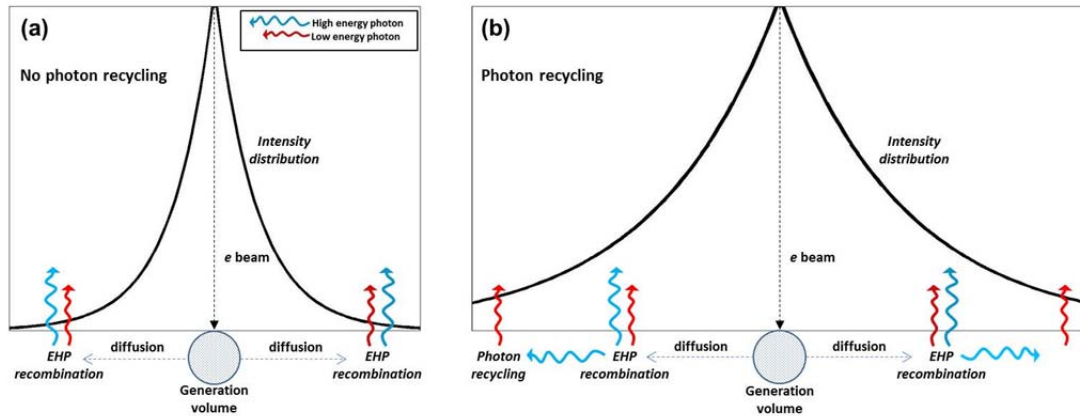 (a)
High energy photon
Low energy photon
No photon recycling
Intensity
distribution
e beam
diffusion
diffusion
EHP
recombination
EHP
recombination
Generation
volume
(b)
Photon recycling
Intensity
distribution
e beam
diffusion
diffusion
Photon
recycling
EHP
recombination
EHP
recombination
Generation
volume